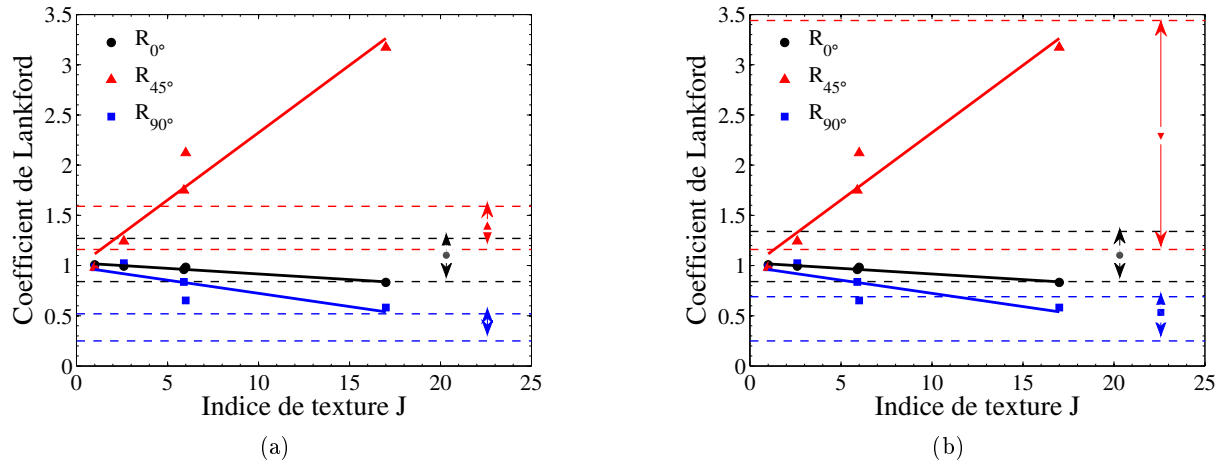 3.5
3
2.5
2
1.5
1
0.5
0
Coefficient de Lankford
R0°
R45°
R90°
0 5 10 15 20 25
Indice de texture J
(a)
3.5
3
2.5
2
1.5
1
0.5
0
Coefficient de Lankford
R0°
R45°
R90°
0 5 10 15 20 25
Indice de texture J
(b)